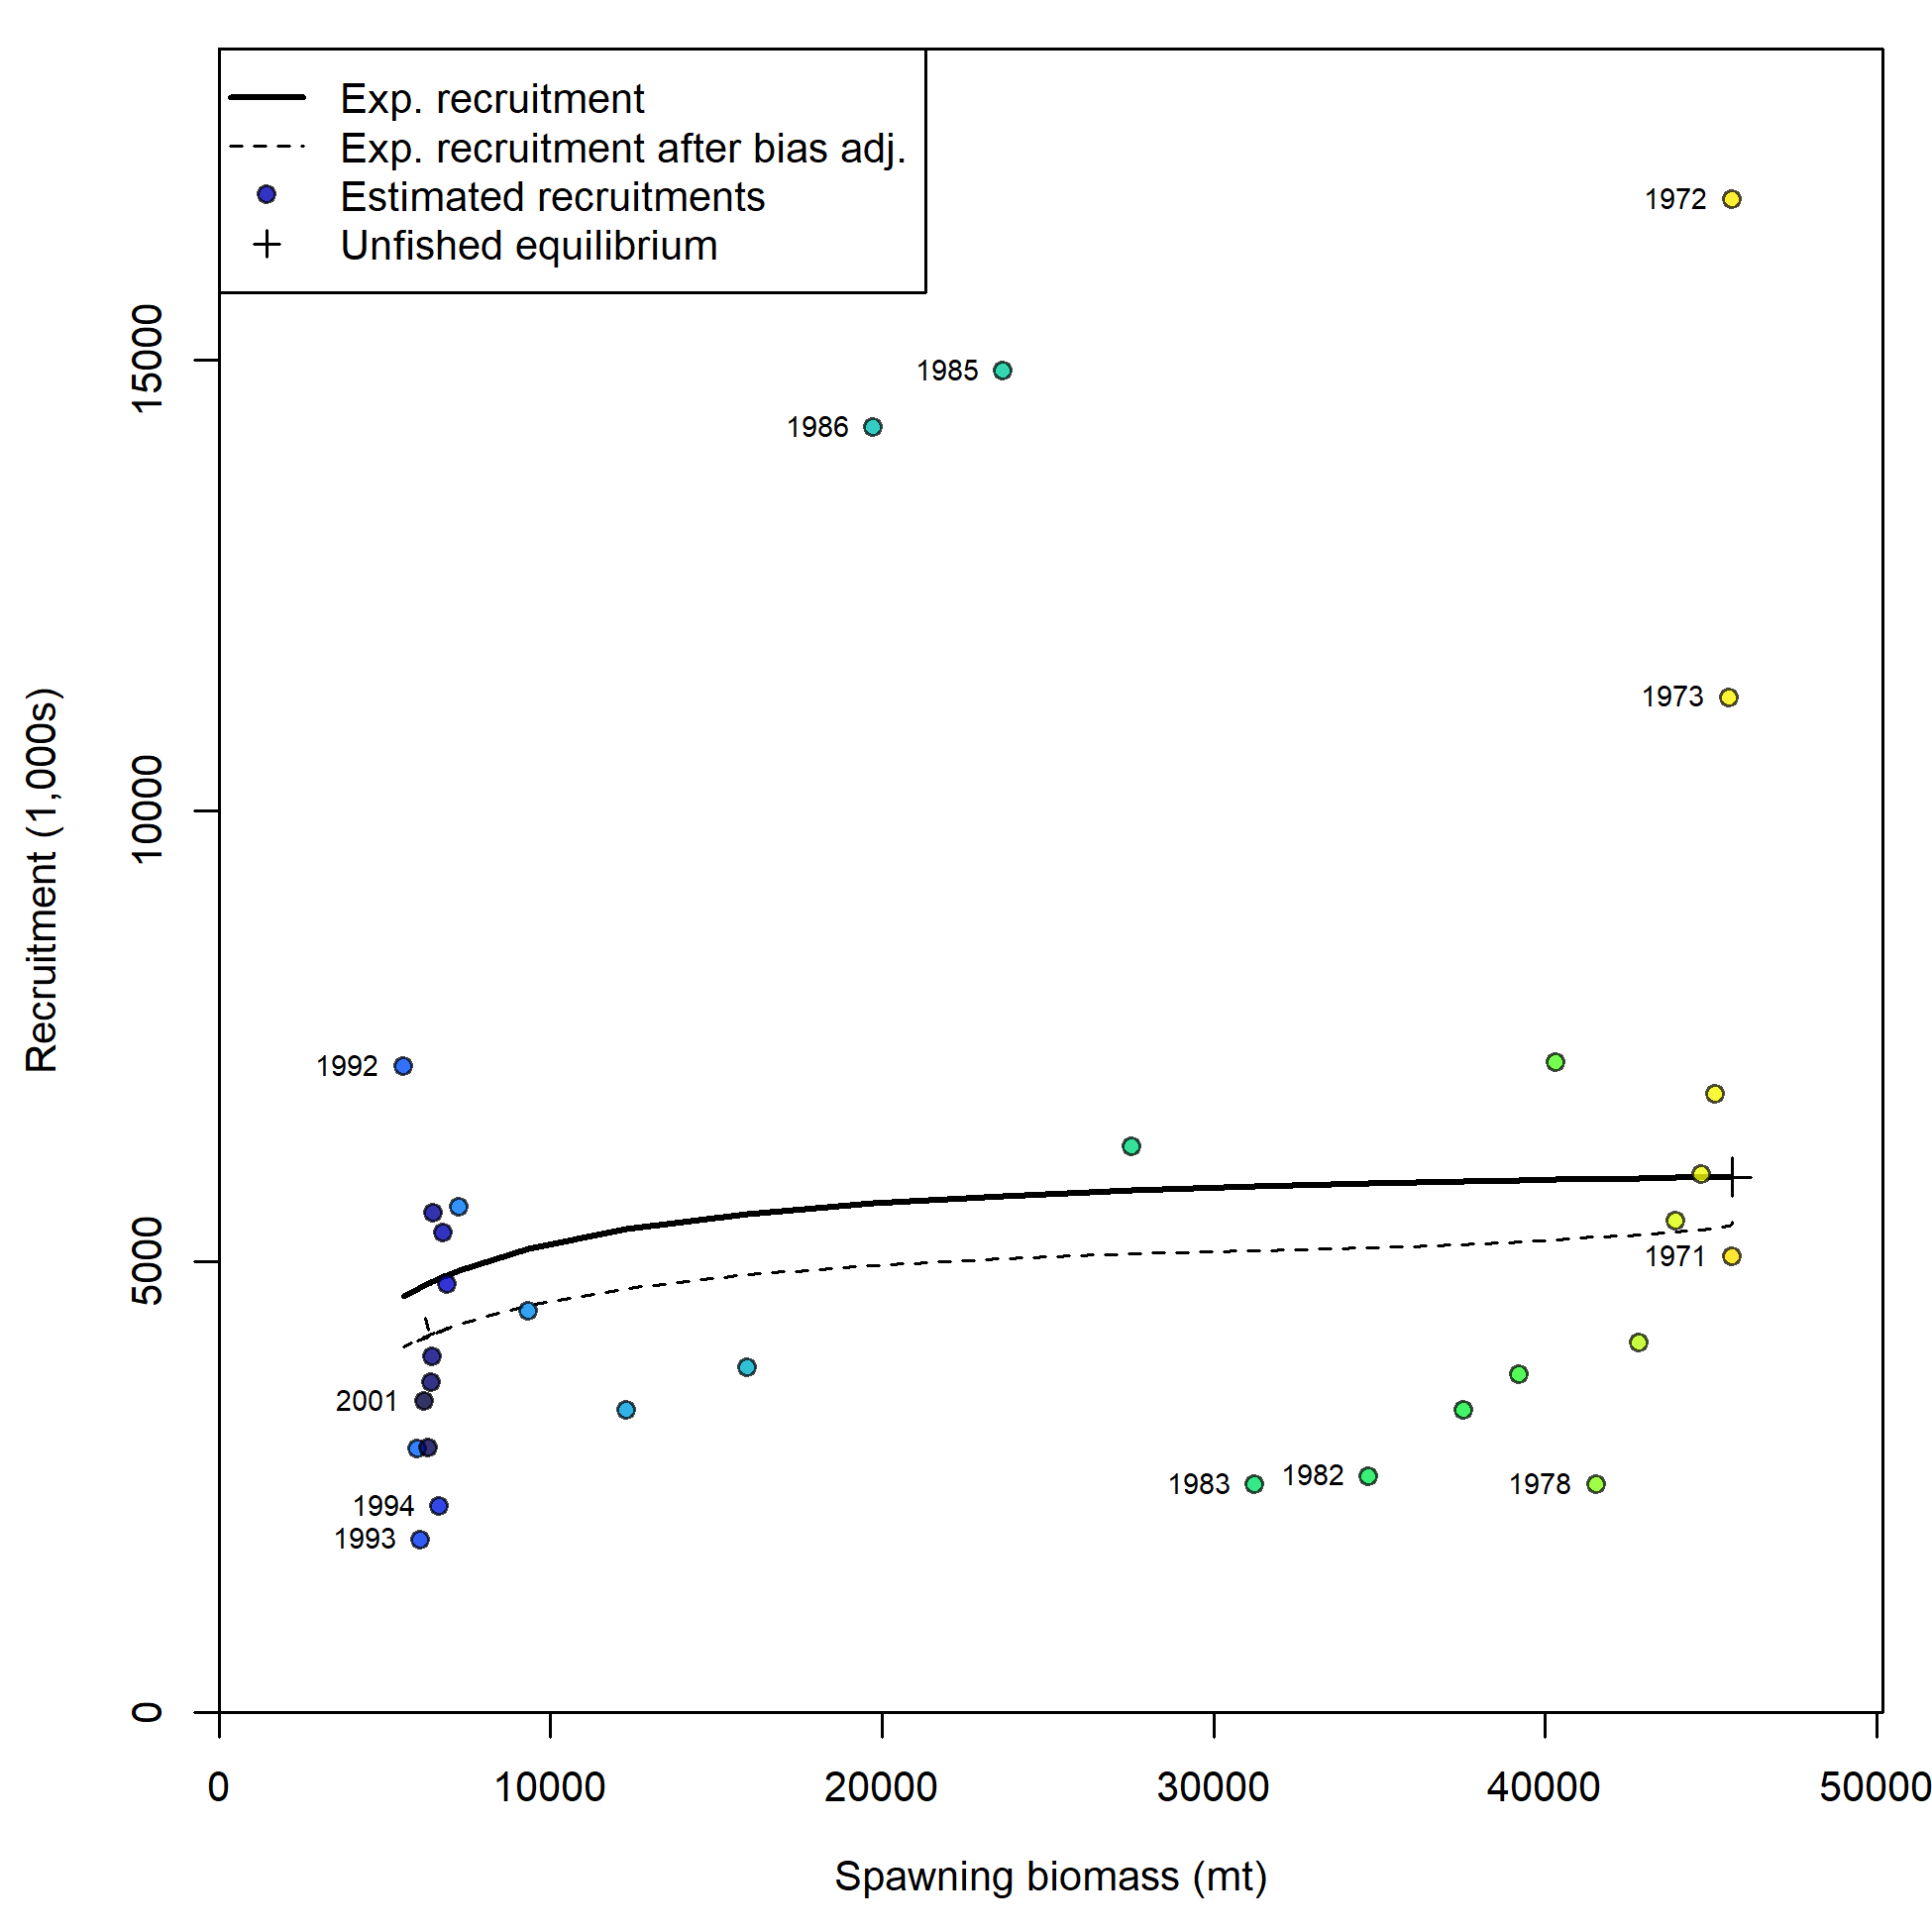 Exp. recruitment
Exp. recruitment after bias adj.
Estimated recruitments
Unfished equilibrium
1972
1985
1986
1973
1992
1971
2001
1982
1983
1978
1994
1993
Recruitment (1,000s)
15000
10000
5000
0
0 10000 20000 30000 40000 50000
Spawning biomass (mt)